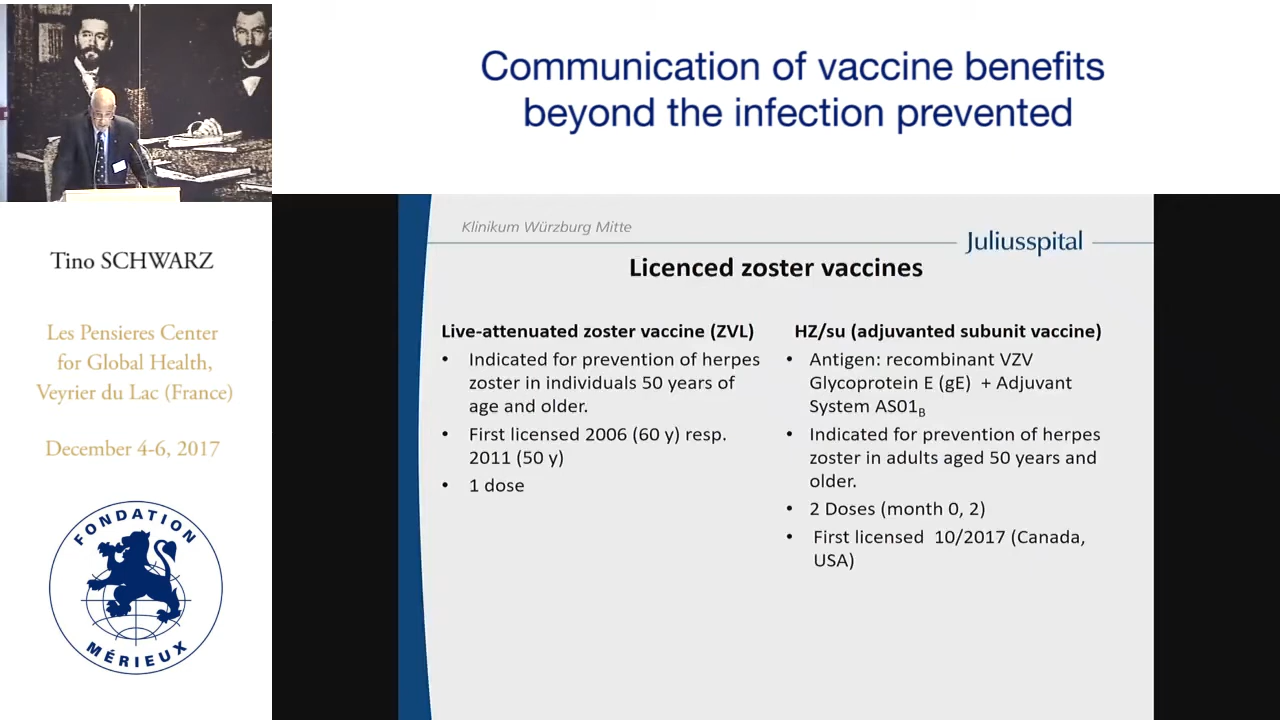 Communication of vaccine benefits
beyond the infection prevented
Tino SCHWARZ
Les Pensieres Center
for Global Health,
Veyrier du Lac (France)
December 4-6, 2017
FONDATION
MÉRIEUX
Klinikum Würzburg Mitte
Juliusspital
Licenced zoster vaccines
Live-attenuated zoster vaccine (ZVL)
• Indicated for prevention of herpes
zoster in individuals 50 years of
age and older.
• First licensed 2006 (60 y) resp.
2011 (50 y)
• 1 dose
HZ/su (adjuvanted subunit vaccine)
• Antigen: recombinant VZV
Glycoprotein E (gE) + Adjuvant
System AS01B
• Indicated for prevention of herpes
zoster in adults aged 50 years and
older.
• 2 Doses (month 0, 2)
• First licensed 10/2017 (Canada,
USA)